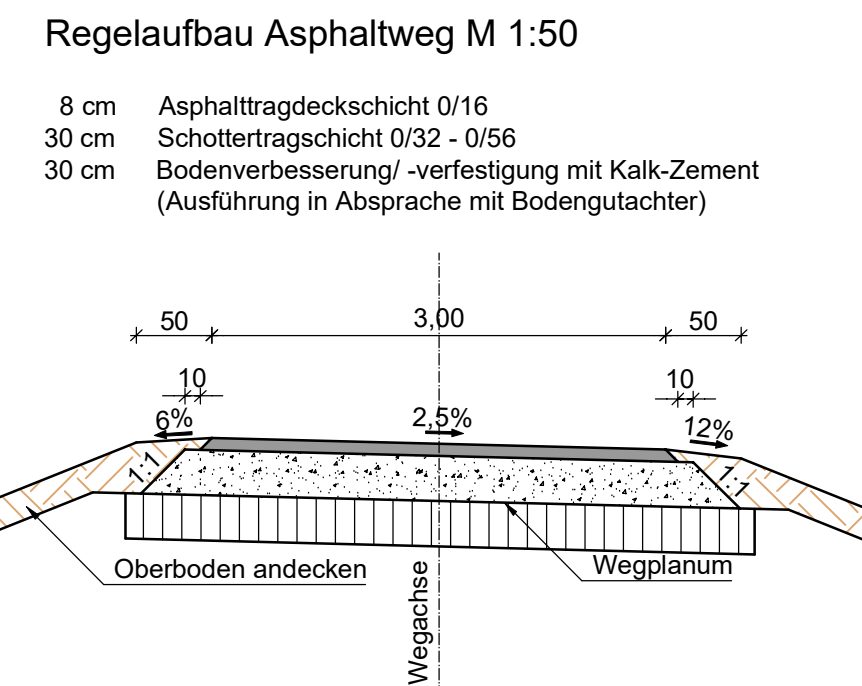 Regelaufbau Asphaltweg M 1:50
8 cm Asphalttragdeckschicht 0/16
30 cm Schottertragschicht 0/32 - 0/56
30 cm Bodenverbesserung/ -verfestigung mit Kalk-Zement
(Ausführung in Absprache mit Bodengutachter)
50 3,00 50
10 10
6% 2,5% 12%
1:1 1:1
Oberboden andecken Wegplanum
Wegachse